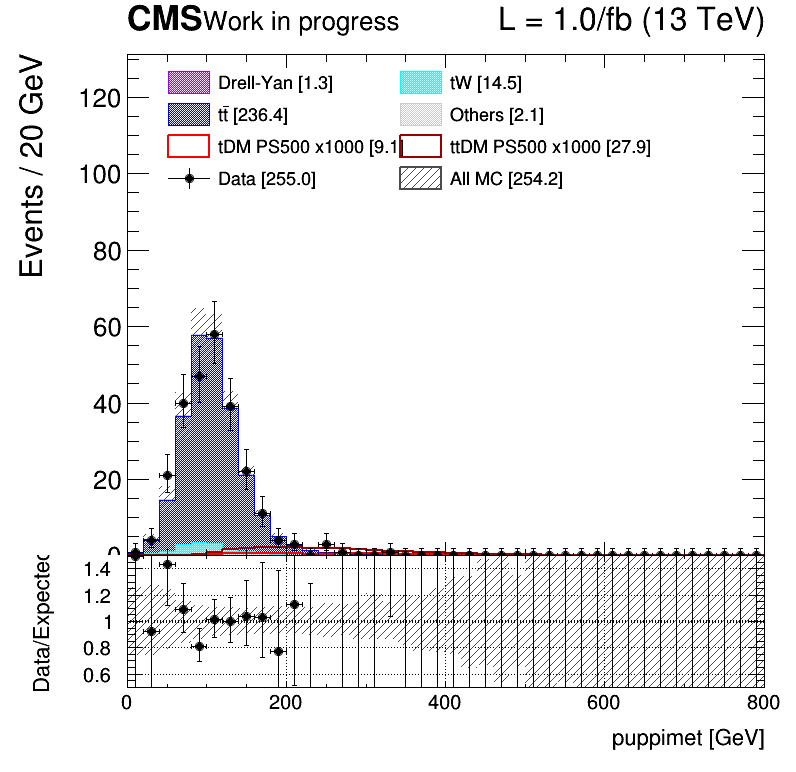 CMS Work in progress L = 1.0/fb (13 TeV)
Events / 20 GeV
Drell-Yan [1.3] tW [14.5]
tt̄ [236.4] Others [2.1]
tDM PS500 x1000 [9.1] ttDM PS500 x1000 [27.9]
Data [255.0] All MC [254.2]
120
100
80
60
40
20
0
Data/Expected
1.4
1.2
1
0.8
0.6
0 200 400 600 800
puppimet [GeV]